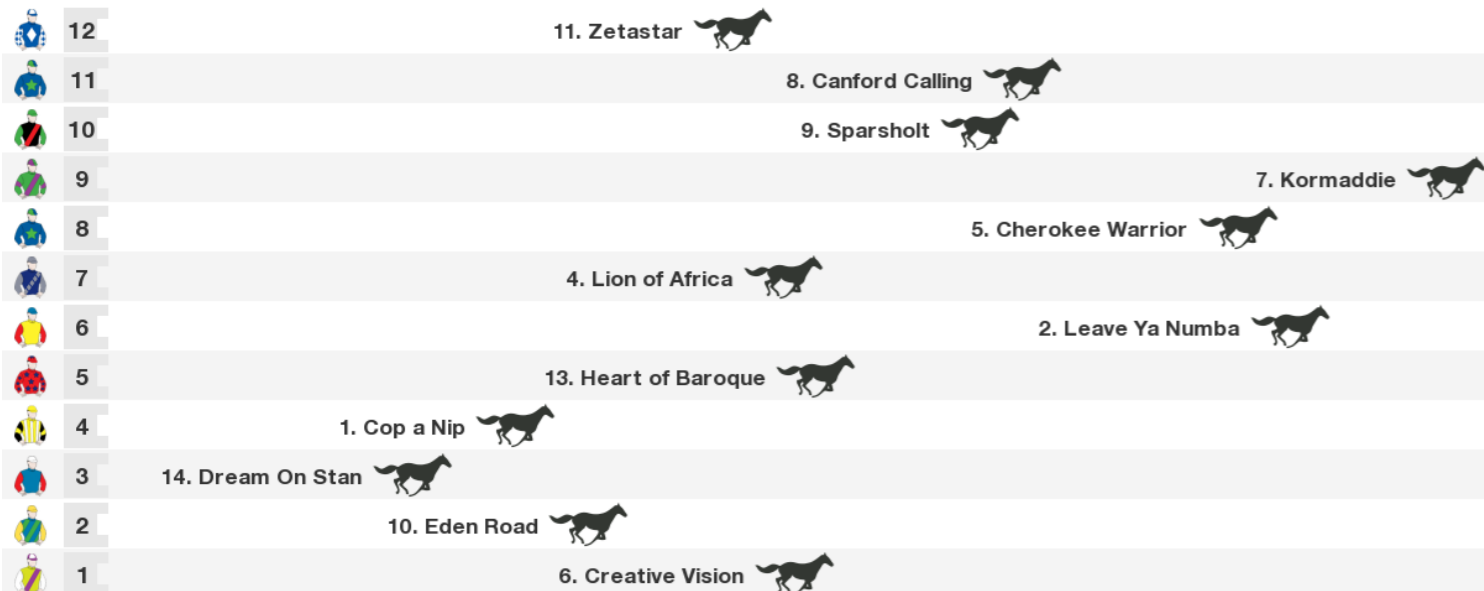 12 11. Zetastar
11 8. Canford Calling
10 9. Sparsholt
9 7. Kormaddie
8 5. Cherokee Warrior
7 4. Lion of Africa
6 2. Leave Ya Numba
5 13. Heart of Baroque
4 1. Cop a Nip
3 14. Dream On Stan
2 10. Eden Road
1 6. Creative Vision